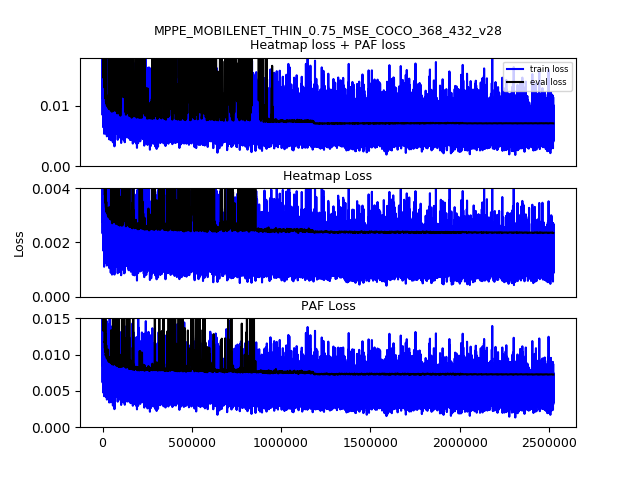 MPPE_MOBILENET_THIN_0.75_MSE_COCO_368_432_v28
Heatmap loss + PAF loss
train loss
eval loss
0.01
0.00
Heatmap Loss
0.004
0.002
0.000
Loss
PAF Loss
0.015
0.010
0.005
0.000
0 500000 1000000 1500000 2000000 2500000